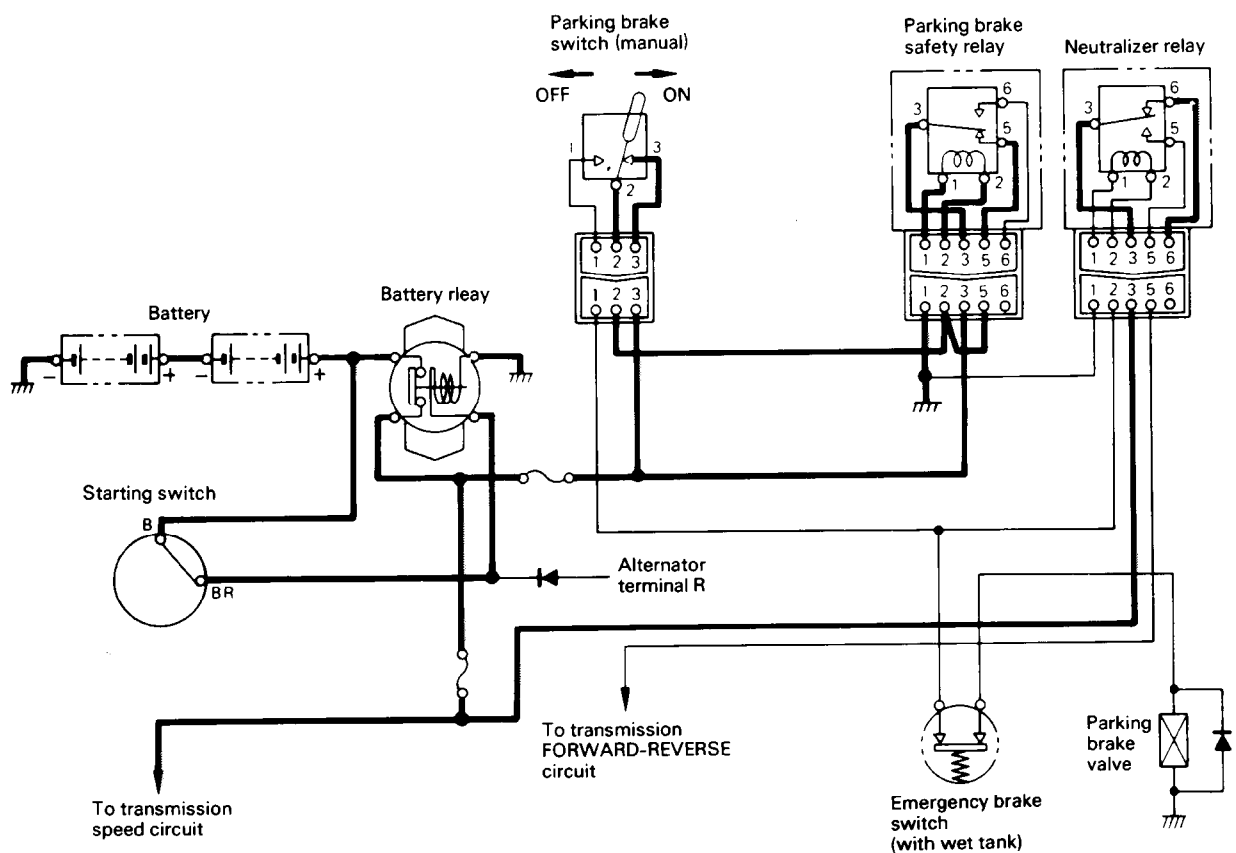 Parking brake
switch (manual)
OFF
ON
1
3
2
1 2 3
1 2 3
Parking brake
safety relay
3
6
5
1
2
1 2 3 5 6
1 2 3 5 6
Neutralizer relay
3
6
5
1
2
1 2 3 5 6
1 2 3 5 6
Battery
- + - +
Battery rleay
Starting switch
B
BR
Alternator
terminal R
To transmission
FORWARD-REVERSE
circuit
To transmission
speed circuit
Emergency brake
switch
(with wet tank)
Parking
brake
valve